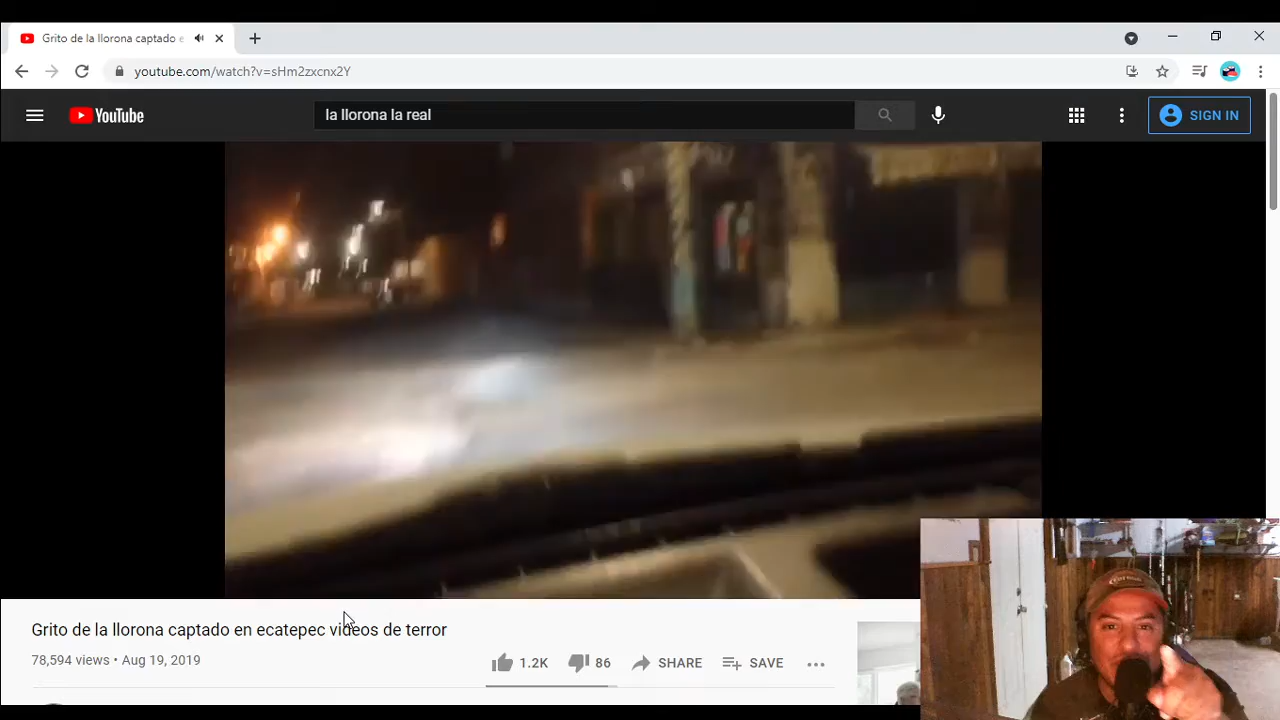 Grito de la llorona captado e
youtube.com/watch?v=sHm2zxcnx2Y
YouTube
la llorona la real
SIGN IN
Grito de la llorona captado en ecatepec videos de terror
78,594 views • Aug 19, 2019
1.2K
86
SHARE
SAVE